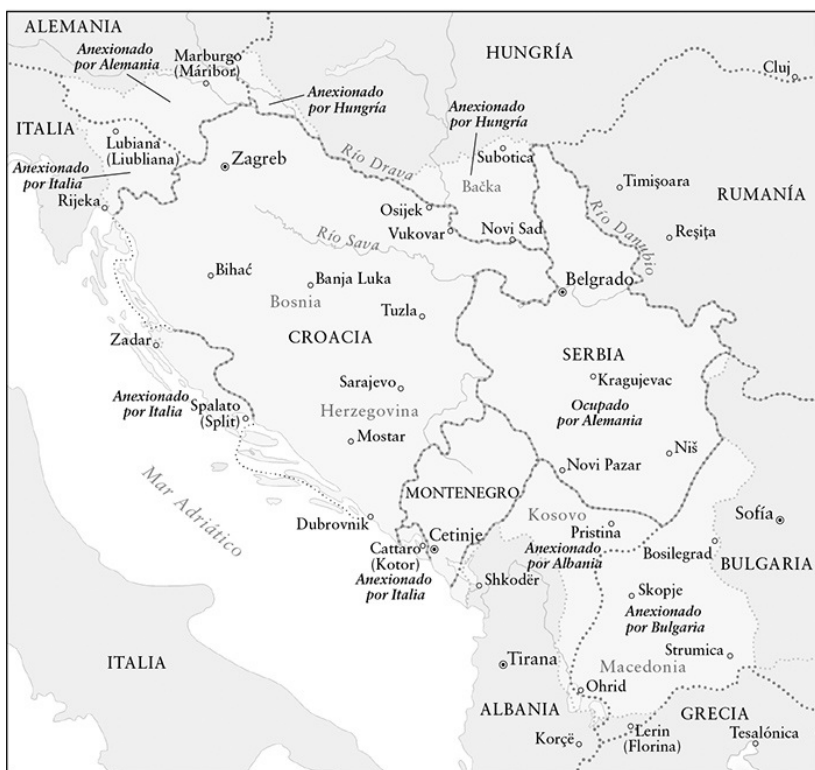 ALEMANIA
Anexionado
por Alemania
Marburgo
(Máribor)
HUNGRÍA
Cluj
Anexionado
por Hungría
Anexionado
por Hungría
ITALIA
Lubiana
(Liubliana)
Anexionado
por Italia
Rijeka
Zagreb
Río Drava
Subotica
Bačka
Timişoara
RUMANÍA
Osijek
Vukovar
Novi Sad
Río Danubio
Reşiţa
Río Sava
Bihać
Banja Luka
Bosnia
Tuzla
Belgrado
CROACIA
Zadar
SERBIA
Kragujevac
Sarajevo
Anexionado
por Italia
Spalato
(Split)
Herzegovina
Ocupado
por Alemania
Mostar
Niš
Novi Pazar
Mar Adriático
MONTENEGRO
Dubrovnik
Kosovo
Pristina
Sofía
Cetinje
Cattaro
(Kotor)
Anexionado
por Italia
Anexionado
por Albania
Bosilegrad
BULGARIA
Shkodër
Skopje
Anexionado
por Bulgaria
Strumica
Macedonia
ITALIA
Tirana
Ohrid
ALBANIA
GRECIA
Korçë
Lerin
(Florina)
Tesalónica